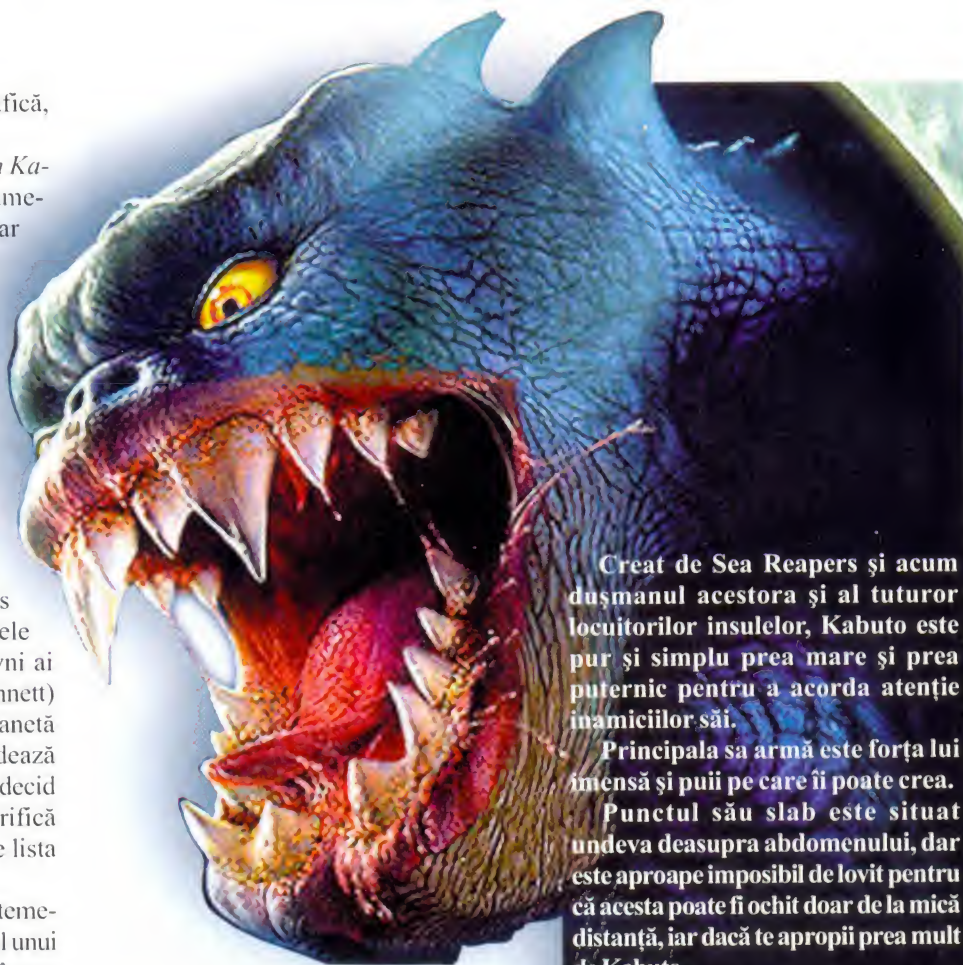 fică,
n Ka-
ume-
ar
s
ele
vni ai
nnett)
anetă
dează
decid
rifică
e lista
teme-
l unui
Creat de Sea Reapers şi acum
duşmanul acestora şi al tuturor
locuitorilor insulelor, Kabuto este
pur şi simplu prea mare şi prea
puternic pentru a acorda atenţie
inamiciilor săi.
Principala sa armă este forţa lui
imensă şi puii pe care îi poate crea.
Punctul său slab este situat
undeva deasupra abdomenului, dar
este aproape imposibil de lovit pentru
că acesta poate fi ochit doar de la mică
distanţă, iar dacă te apropii prea mult
de Kabuto